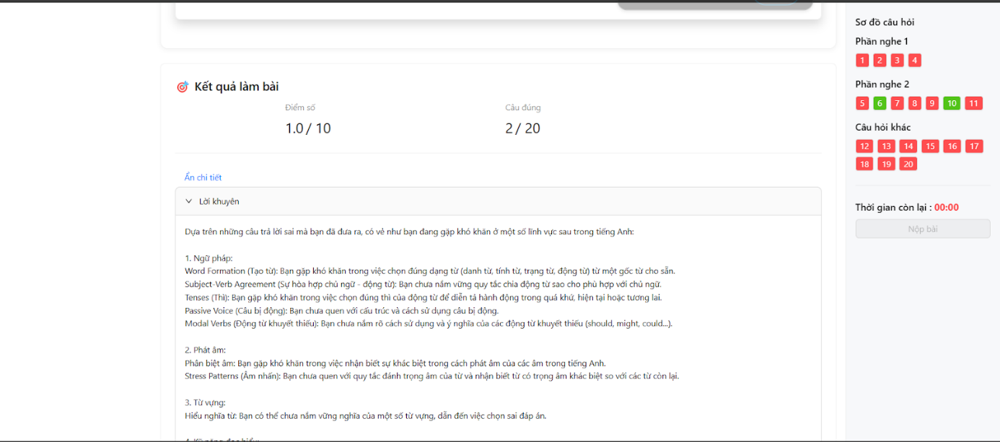 Kết quả làm bài
Điểm số
Câu đúng
1.0 / 10
2 / 20
Ẩn chi tiết
Lời khuyên
Dựa trên những câu trả lời sai mà bạn đã đưa ra, có vẻ như bạn đang gặp khó khăn ở một số lĩnh vực sau trong tiếng Anh:
1. Ngữ pháp:
Word Formation (Tạo từ): Bạn gặp khó khăn trong việc chọn đúng dạng từ (danh từ, tính từ, trạng từ, động từ) từ một gốc từ cho sẵn.
Subject-Verb Agreement (Sự hòa hợp chủ ngữ - động từ): Bạn chưa nắm vững quy tắc chia động từ sao cho phù hợp với chủ ngữ.
Tenses (Thì): Bạn gặp khó khăn trong việc chọn đúng thì của động từ để diễn tả hành động trong quá khứ, hiện tại hoặc tương lai.
Passive Voice (Câu bị động): Bạn chưa quen với cấu trúc và cách sử dụng câu bị động.
Modal Verbs (Động từ khuyết thiếu): Bạn chưa nắm rõ cách sử dụng và ý nghĩa của các động từ khuyết thiếu (should, might, could...).
2. Phát âm:
Phân biệt âm: Bạn gặp khó khăn trong việc nhận biết sự khác biệt trong cách phát âm của các âm trong tiếng Anh.
Stress Patterns (Âm nhấn): Bạn chưa quen với quy tắc đánh trọng âm của từ và nhận biết từ có trọng âm khác biệt so với các từ còn lại.
3. Từ vựng:
Hiểu nghĩa từ: Bạn có thể chưa nắm vững nghĩa của một số từ vựng, dẫn đến việc chọn sai đáp án.
Sơ đồ câu hỏi
Phần nghe 1
1 2 3 4
Phần nghe 2
5 6 7 8 9 10 11
Câu hỏi khác
12 13 14 15 16 17
18 19 20
Thời gian còn lại : 00:00
Nộp bài